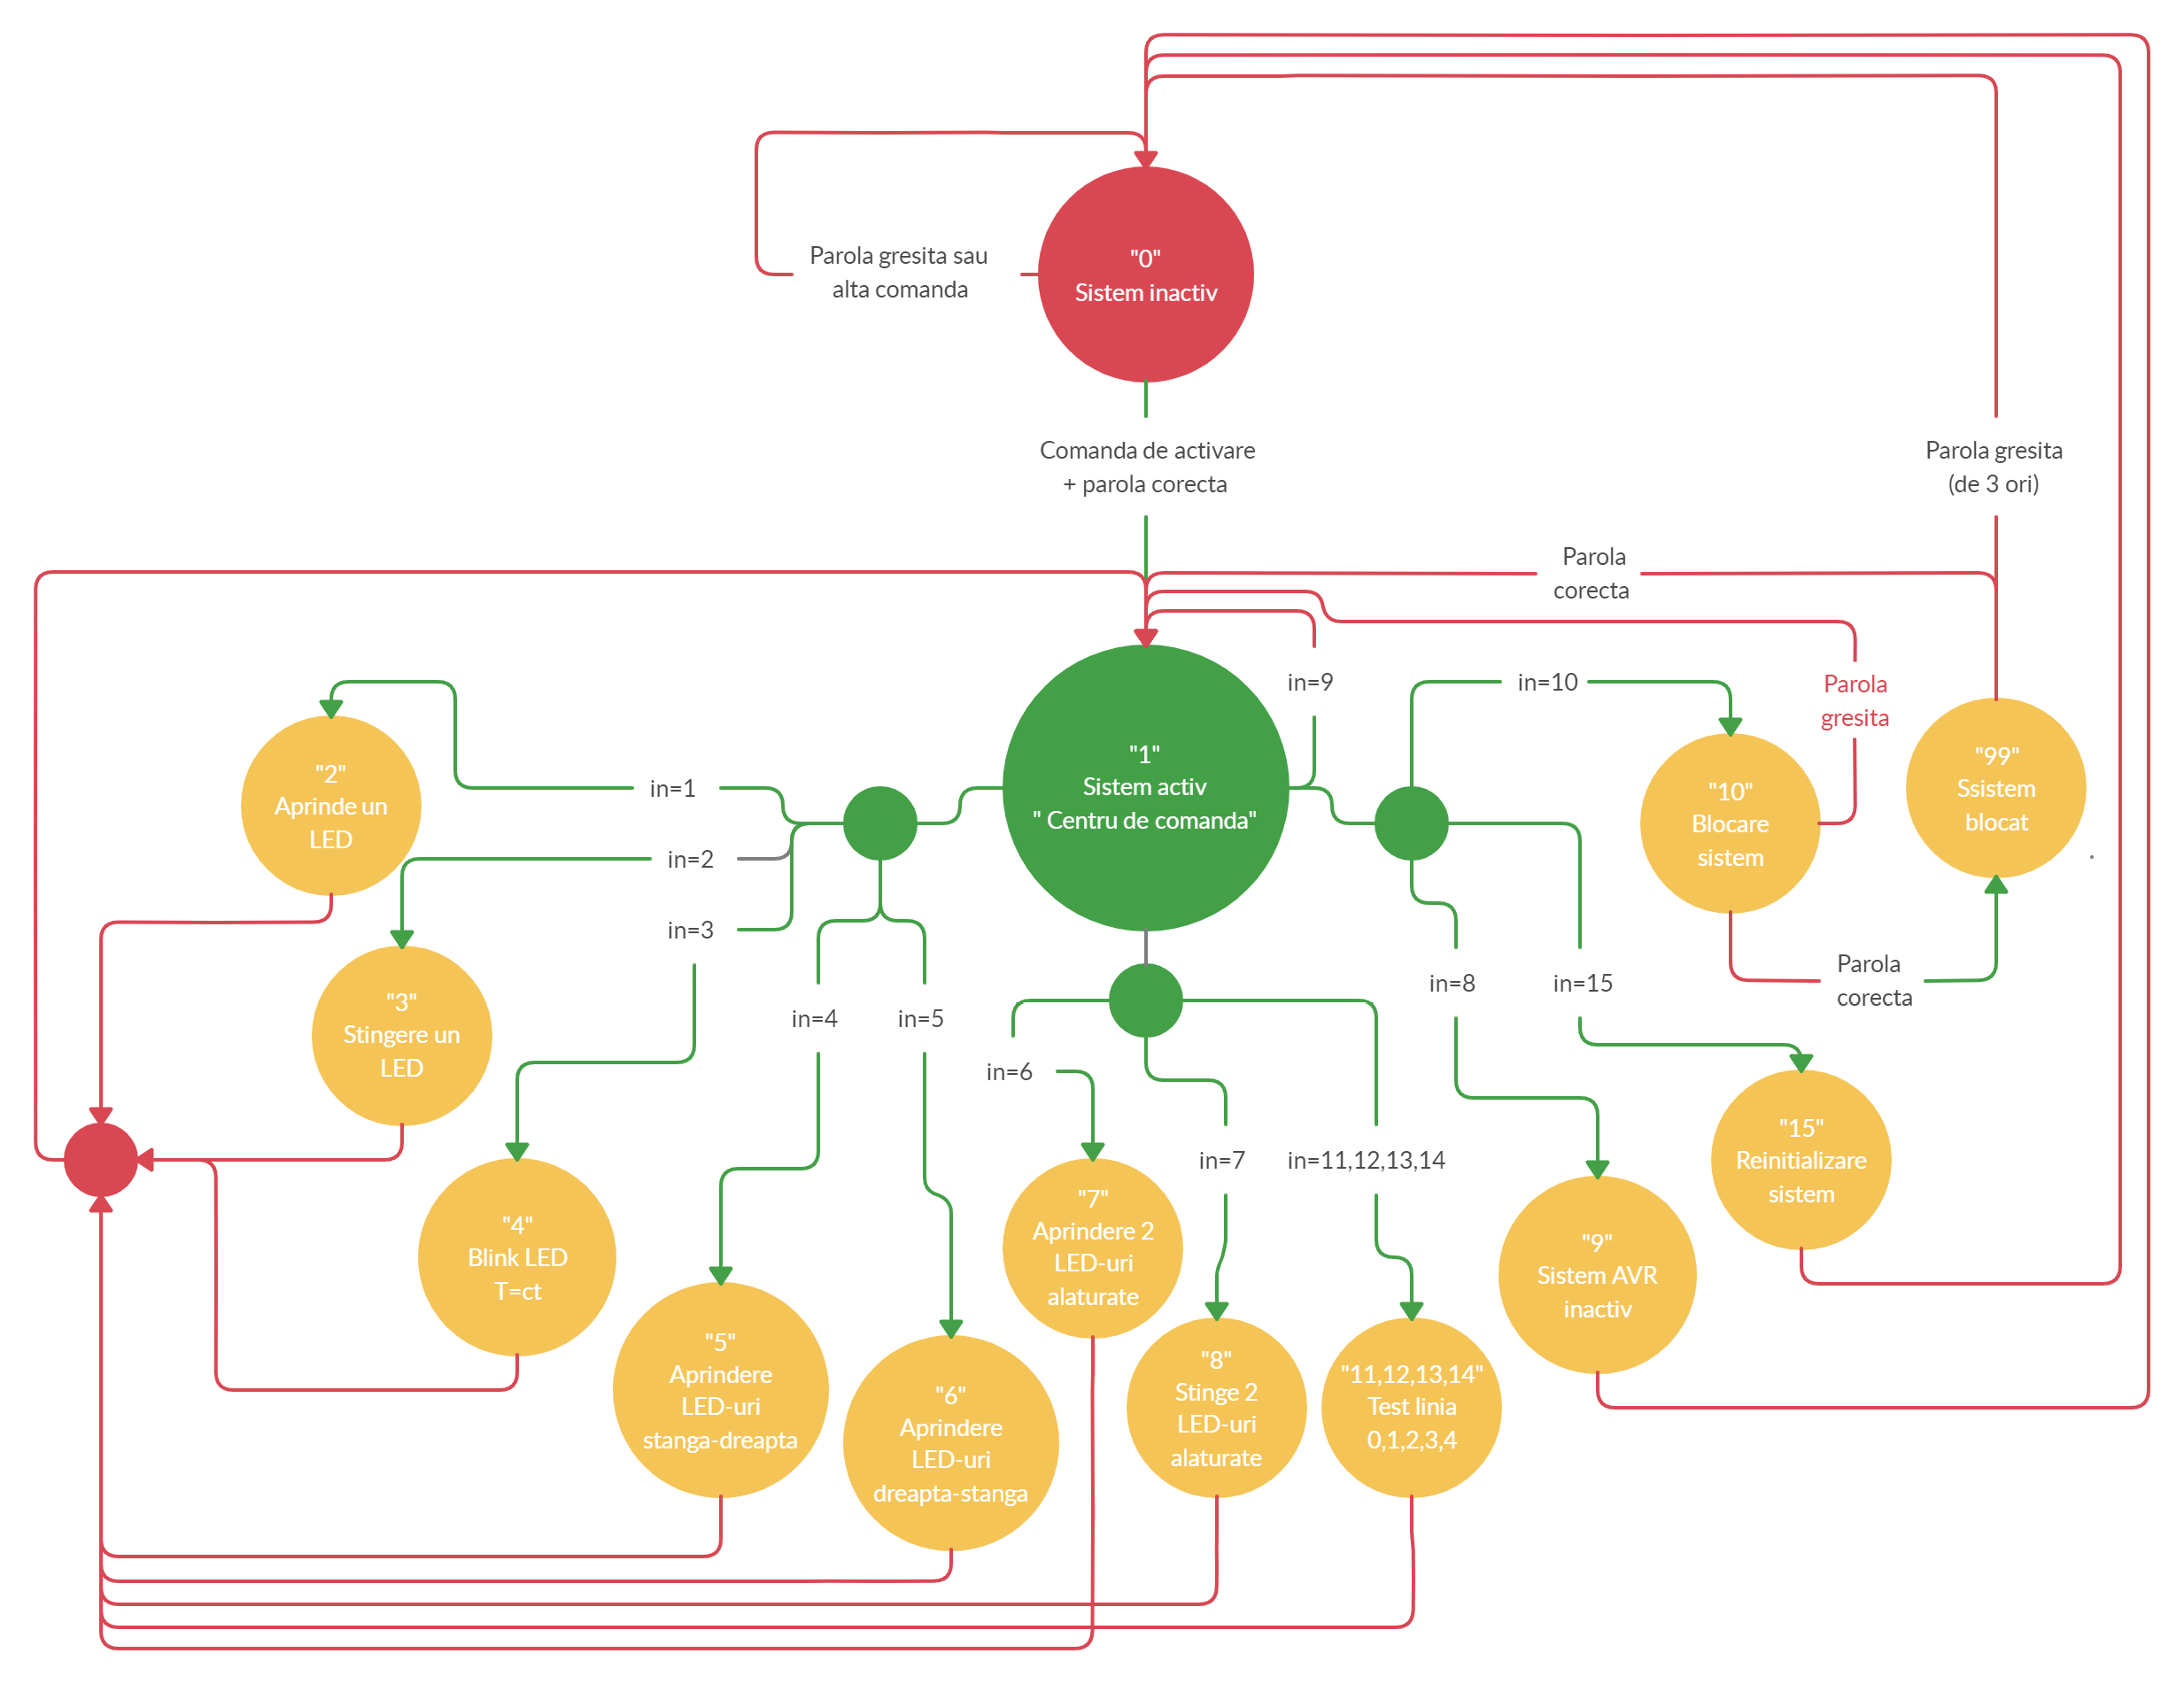 "0"
Sistem inactiv
Parola gresita sau
alta comanda
Comanda de activare
+ parola corecta
Parola gresita
(de 3 ori)
Parola
corecta
in=9
in=10
Parola
gresita
"1"
Sistem activ
" Centru de comanda"
"2"
Aprinde un
LED
in=1
in=2
in=3
"10"
Blocare
sistem
"99"
Ssistem
blocat
.
Parola
corecta
in=8
in=15
in=4
in=5
"3"
Stingere un
LED
in=6
in=7
in=11,12,13,14
"15"
Reinitializare
sistem
"4"
Blink LED
T=ct
"7"
Aprindere 2
LED-uri
alaturate
"9"
Sistem AVR
inactiv
"5"
Aprindere
LED-uri
stanga-dreapta
"6"
Aprindere
LED-uri
dreapta-stanga
"8"
Stinge 2
LED-uri
alaturate
"11,12,13,14"
Test linia
0,1,2,3,4